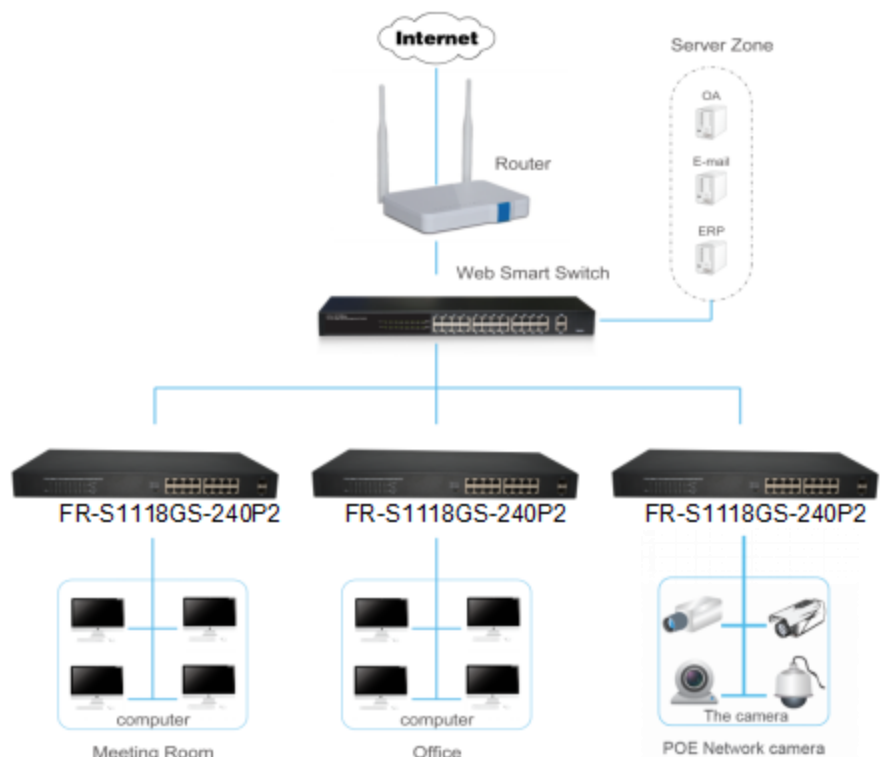 Internet
Server Zone
OA
E-mail
ERP
Router
Web Smart Switch
FR-S1118GS-240P2
FR-S1118GS-240P2
FR-S1118GS-240P2
computer
computer
The camera
Meeting Room
Office
POE Network camera